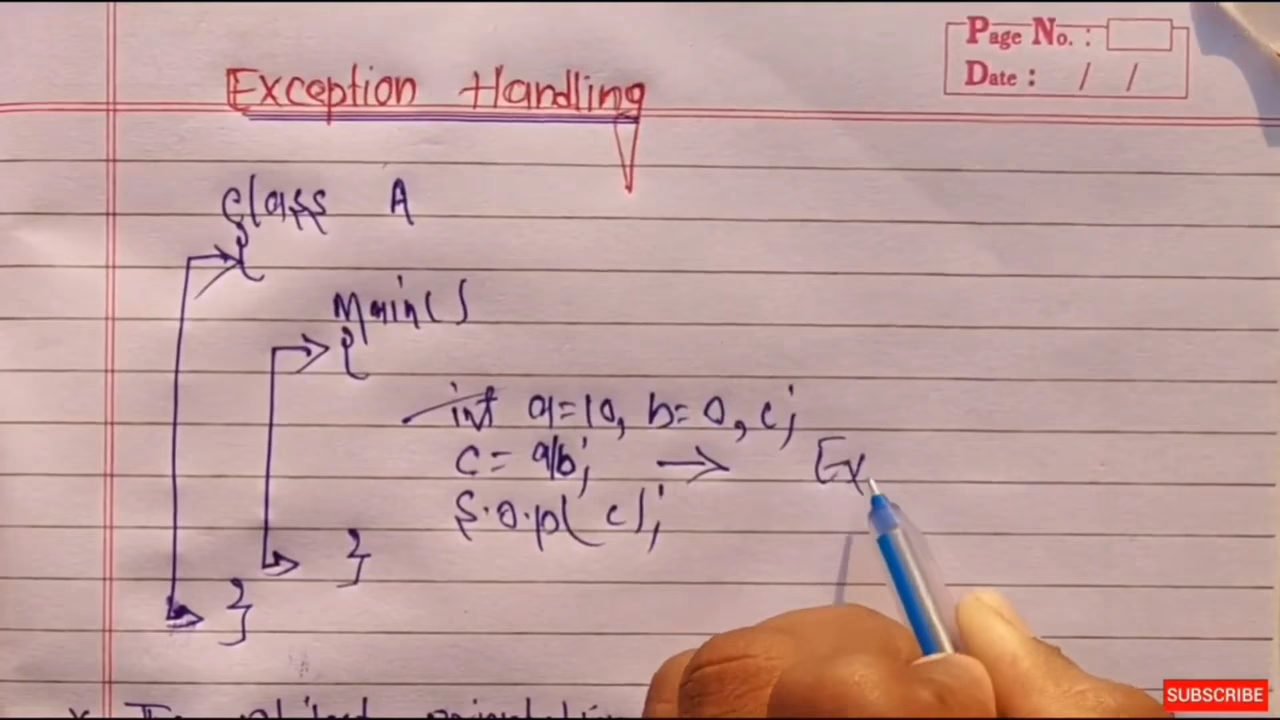 Page No. :
Date : / /
Exception Handling
Class A
{
Main()
{
int a=10, b=0, c;
c = a/b; → Ex
S.o.p( c);
}
}
SUBSCRIBE